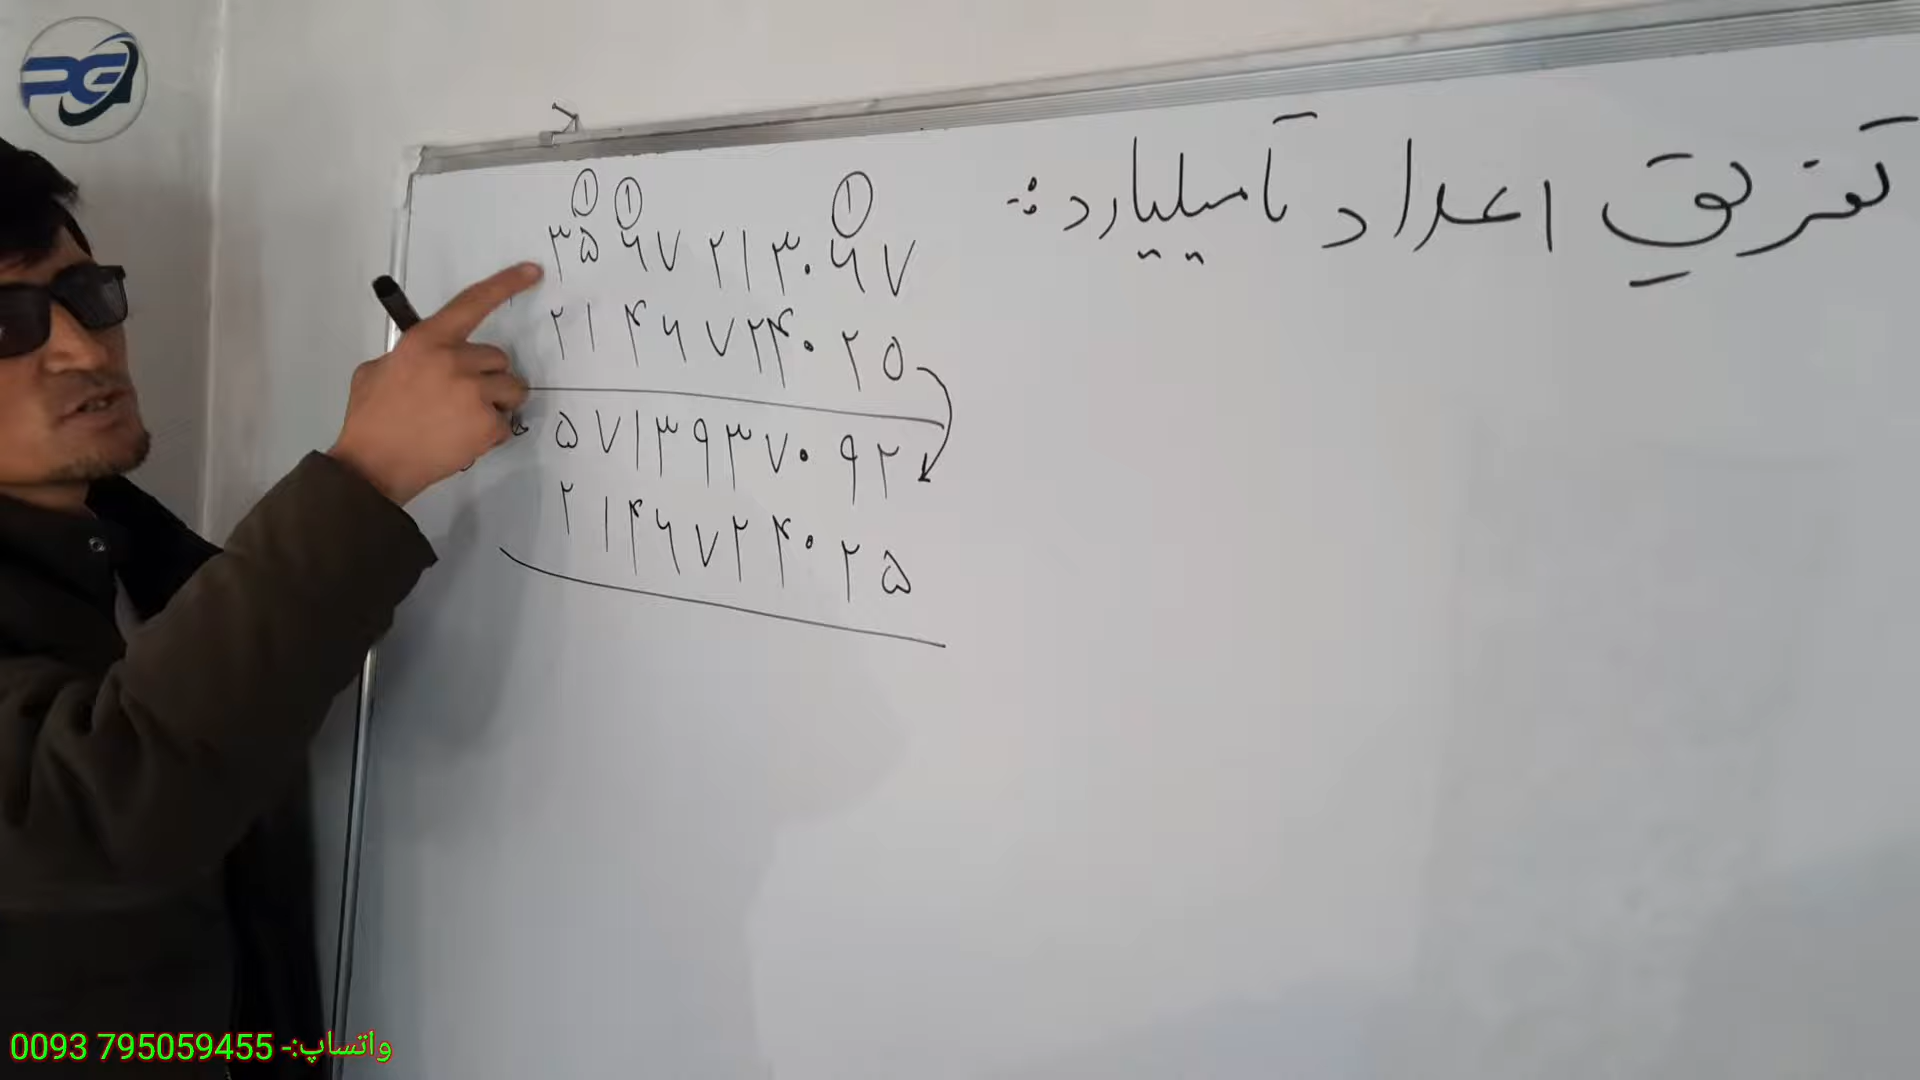 تفریقِ اعداد تا میلیارد:
① ① ①
۳۵۶۷۲۱۳۰۶۷
۲۱۴۶۷۲۴۰۲۵
۵۷۱۳۹۳۷۰۹۲
۲۱۴۶۷۲۴۰۲۵
واتساپ:- 0093 795059455